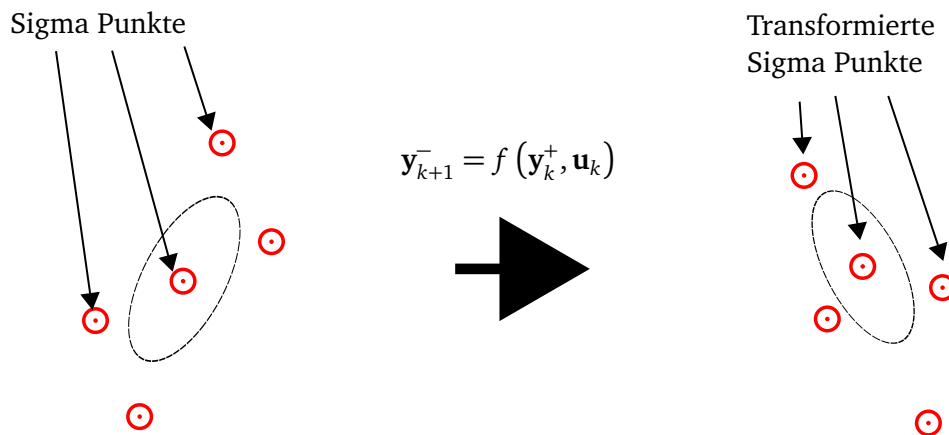 Sigma Punkte
Transformierte
Sigma Punkte
𝐲⁻ₖ₊₁ = f (𝐲⁺ₖ, 𝐮ₖ)